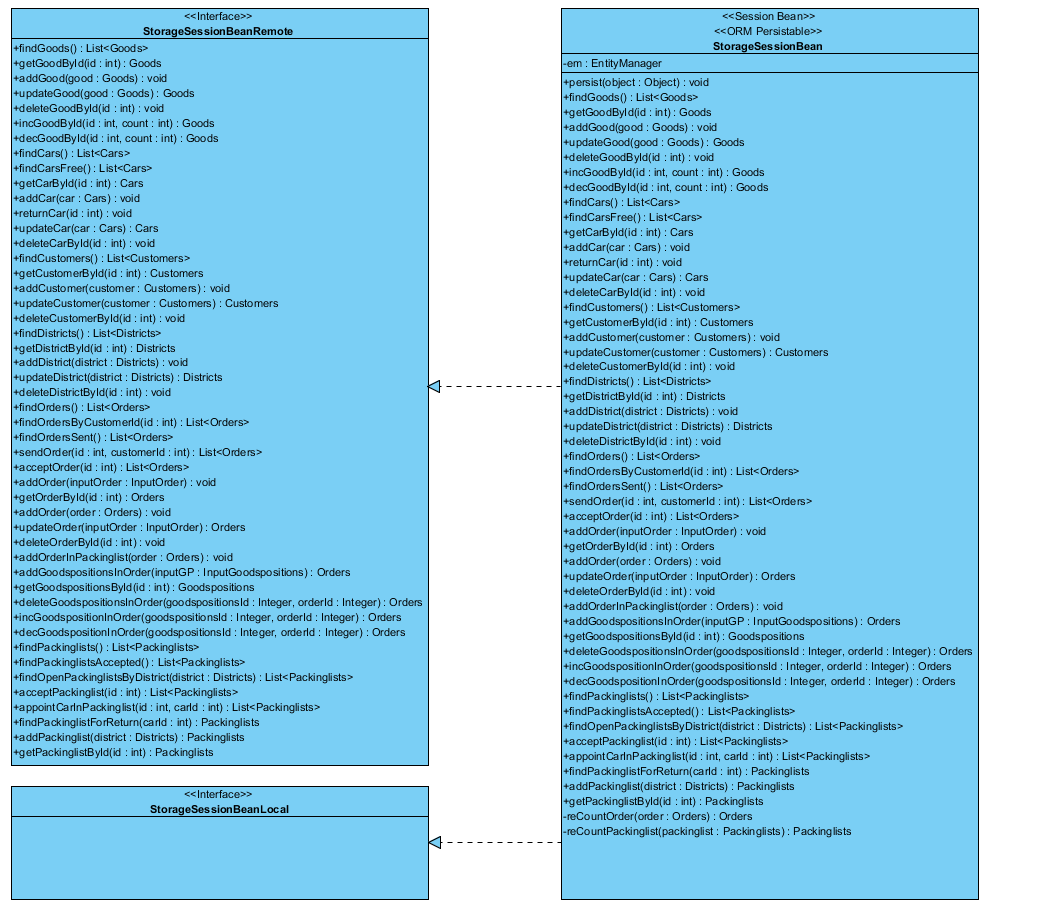 <<Interface>>
StorageSessionBeanRemote
+findGoods() : List<Goods>
+getGoodById(id : int) : Goods
+addGood(good : Goods) : void
+updateGood(good : Goods) : Goods
+deleteGoodById(id : int) : void
+incGoodById(id : int, count : int) : Goods
+decGoodById(id : int, count : int) : Goods
+findCars() : List<Cars>
+findCarsFree() : List<Cars>
+getCarById(id : int) : Cars
+addCar(car : Cars) : void
+returnCar(id : int) : void
+updateCar(car : Cars) : Cars
+deleteCarById(id : int) : void
+findCustomers() : List<Customers>
+getCustomerById(id : int) : Customers
+addCustomer(customer : Customers) : void
+updateCustomer(customer : Customers) : Customers
+deleteCustomerById(id : int) : void
+findDistricts() : List<Districts>
+getDistrictById(id : int) : Districts
+addDistrict(district : Districts) : void
+updateDistrict(district : Districts) : Districts
+deleteDistrictById(id : int) : void
+findOrders() : List<Orders>
+findOrdersByCustomerId(id : int) : List<Orders>
+findOrdersSent() : List<Orders>
+sendOrder(id : int, customerId : int) : List<Orders>
+acceptOrder(id : int) : List<Orders>
+addOrder(inputOrder : InputOrder) : void
+getOrderById(id : int) : Orders
+addOrder(order : Orders) : void
+updateOrder(inputOrder : InputOrder) : Orders
+deleteOrderById(id : int) : void
+addOrderInPackinglist(order : Orders) : void
+addGoodspositionsInOrder(inputGP : InputGoodspositions) : Orders
+getGoodspositionsById(id : int) : Goodspositions
+deleteGoodspositionsInOrder(goodspositionsId : Integer, orderId : Integer) : Orders
+incGoodspositionInOrder(goodspositionsId : Integer, orderId : Integer) : Orders
+decGoodspositionInOrder(goodspositionsId : Integer, orderId : Integer) : Orders
+findPackinglists() : List<Packinglists>
+findPackinglistsAccepted() : List<Packinglists>
+findOpenPackinglistsByDistrict(district : Districts) : List<Packinglists>
+acceptPackinglist(id : int) : List<Packinglists>
+appointCarInPackinglist(id : int, carId : int) : List<Packinglists>
+findPackinglistForReturn(carId : int) : Packinglists
+addPackinglist(district : Districts) : Packinglists
+getPackinglistById(id : int) : Packinglists
<<Interface>>
StorageSessionBeanLocal
<<Session Bean>>
<<ORM Persistable>>
StorageSessionBean
-em : EntityManager
+persist(object : Object) : void
+findGoods() : List<Goods>
+getGoodById(id : int) : Goods
+addGood(good : Goods) : void
+updateGood(good : Goods) : Goods
+deleteGoodById(id : int) : void
+incGoodById(id : int, count : int) : Goods
+decGoodById(id : int, count : int) : Goods
+findCars() : List<Cars>
+findCarsFree() : List<Cars>
+getCarById(id : int) : Cars
+addCar(car : Cars) : void
+returnCar(id : int) : void
+updateCar(car : Cars) : Cars
+deleteCarById(id : int) : void
+findCustomers() : List<Customers>
+getCustomerById(id : int) : Customers
+addCustomer(customer : Customers) : void
+updateCustomer(customer : Customers) : Customers
+deleteCustomerById(id : int) : void
+findDistricts() : List<Districts>
+getDistrictById(id : int) : Districts
+addDistrict(district : Districts) : void
+updateDistrict(district : Districts) : Districts
+deleteDistrictById(id : int) : void
+findOrders() : List<Orders>
+findOrdersByCustomerId(id : int) : List<Orders>
+findOrdersSent() : List<Orders>
+sendOrder(id : int, customerId : int) : List<Orders>
+acceptOrder(id : int) : List<Orders>
+addOrder(inputOrder : InputOrder) : void
+getOrderById(id : int) : Orders
+addOrder(order : Orders) : void
+updateOrder(inputOrder : InputOrder) : Orders
+deleteOrderById(id : int) : void
+addOrderInPackinglist(order : Orders) : void
+addGoodspositionsInOrder(inputGP : InputGoodspositions) : Orders
+getGoodspositionsById(id : int) : Goodspositions
+deleteGoodspositionsInOrder(goodspositionsId : Integer, orderId : Integer) : Orders
+incGoodspositionInOrder(goodspositionsId : Integer, orderId : Integer) : Orders
+decGoodspositionInOrder(goodspositionsId : Integer, orderId : Integer) : Orders
+findPackinglists() : List<Packinglists>
+findPackinglistsAccepted() : List<Packinglists>
+findOpenPackinglistsByDistrict(district : Districts) : List<Packinglists>
+acceptPackinglist(id : int) : List<Packinglists>
+appointCarInPackinglist(id : int, carId : int) : List<Packinglists>
+findPackinglistForReturn(carId : int) : Packinglists
+addPackinglist(district : Districts) : Packinglists
+getPackinglistById(id : int) : Packinglists
-reCountOrder(order : Orders) : Orders
-reCountPackinglist(packinglist : Packinglists) : Packinglists